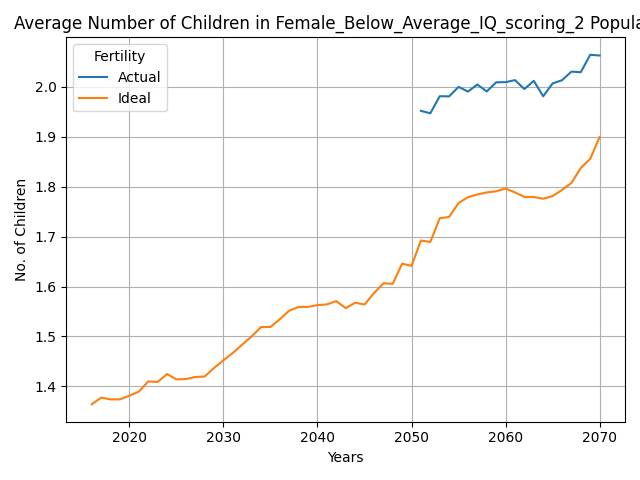 Average Number of Children in Female_Below_Average_IQ_scoring_2 Popula
Fertility
Actual
Ideal
2.0
1.9
1.8
1.7
1.6
1.5
1.4
No. of Children
2020 2030 2040 2050 2060 2070
Years